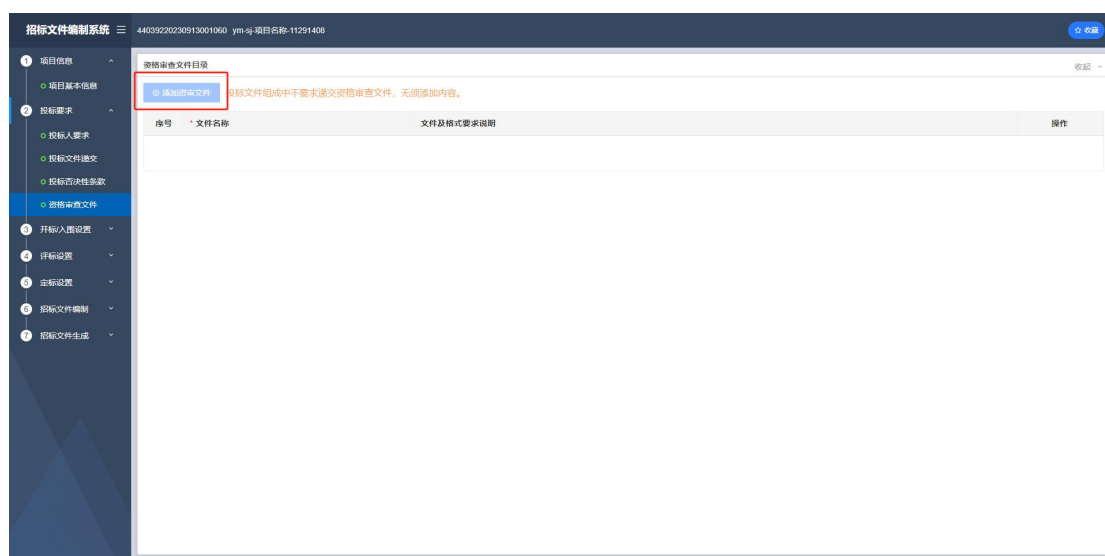 招标文件编制系统
44039220230913001060 ym-sj-项目名称-11291408
收藏
1 项目信息
项目基本信息
2 投标要求
投标人要求
投标文件递交
投标否决性条款
资格审查文件
3 开标/入围设置
4 评标设置
5 定标设置
6 招标文件编制
7 招标文件生成
资格审查文件目录
收起
添加资审文件
投标文件组成中不要求递交资格审查文件，无须添加内容。
序号 * 文件名称 文件及格式要求说明 操作